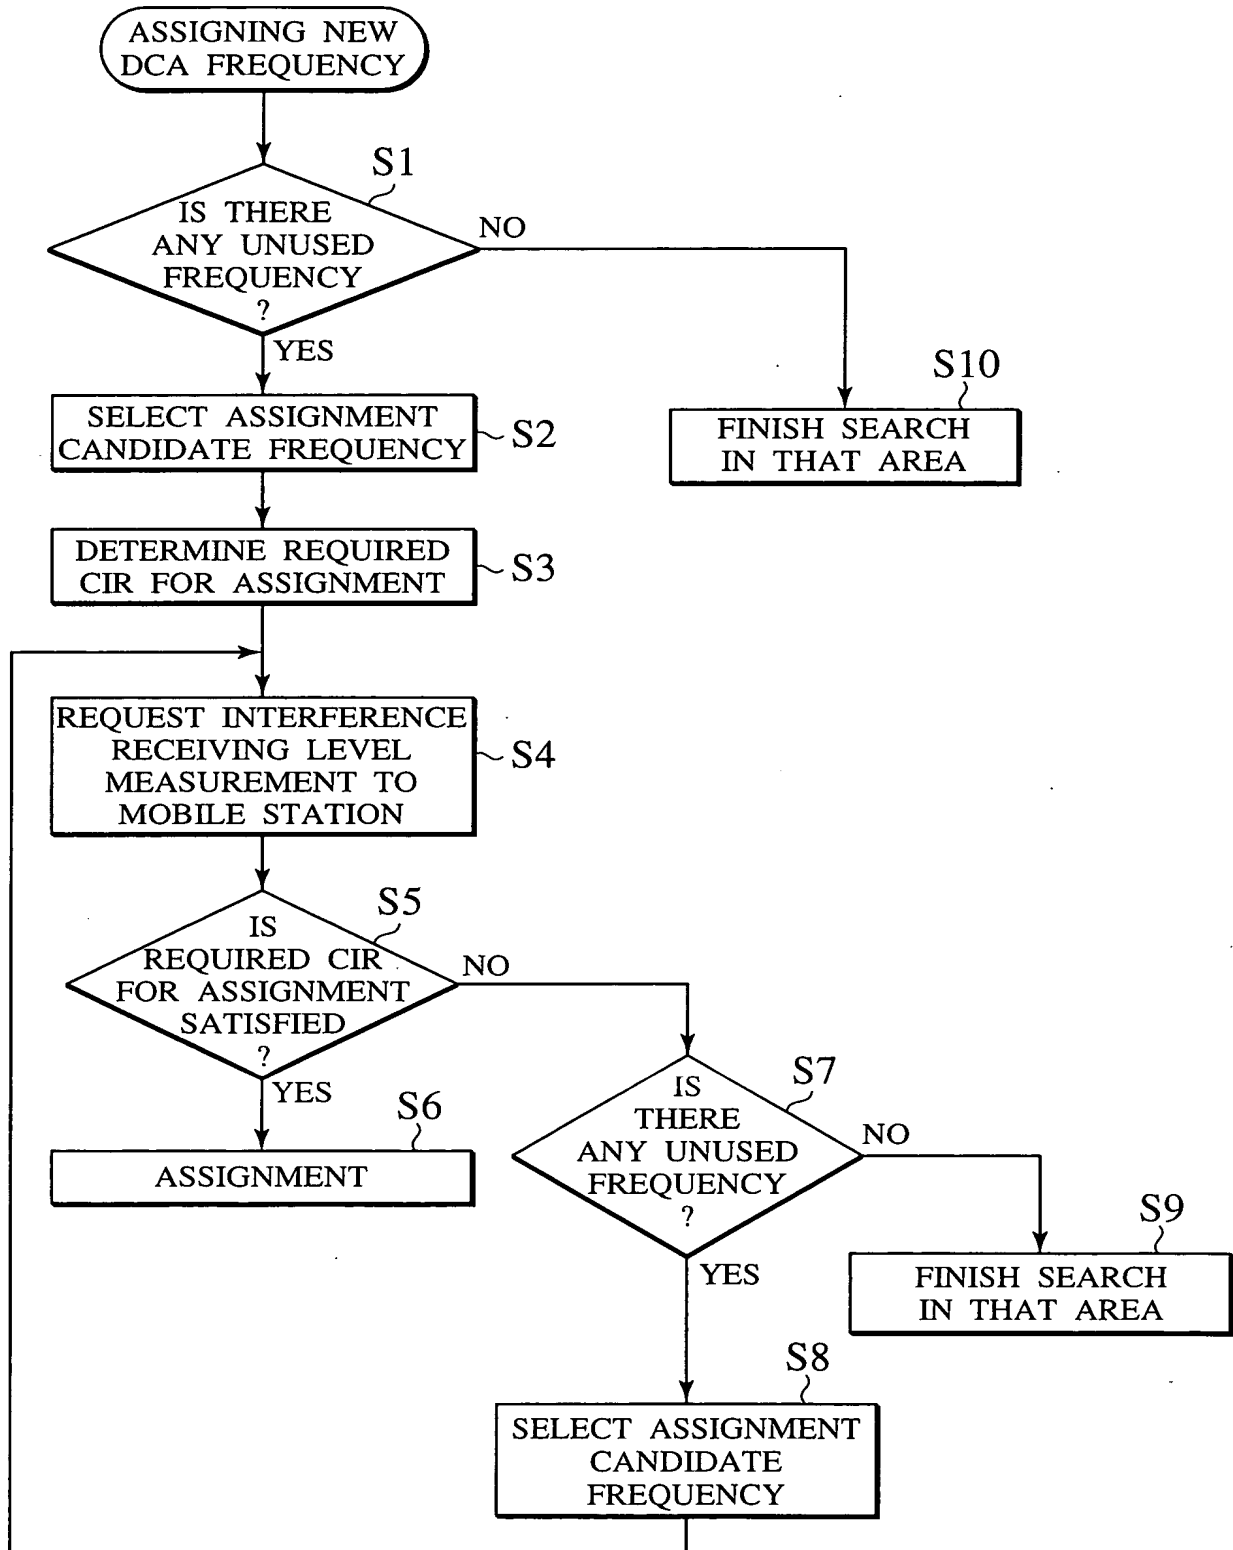 ASSIGNING NEW
DCA FREQUENCY
S1
IS THERE
ANY UNUSED
FREQUENCY
?
NO
YES
S10
FINISH SEARCH
IN THAT AREA
SELECT ASSIGNMENT
CANDIDATE FREQUENCY
S2
DETERMINE REQUIRED
CIR FOR ASSIGNMENT
S3
REQUEST INTERFERENCE
RECEIVING LEVEL
MEASUREMENT TO
MOBILE STATION
S4
S5
IS
REQUIRED CIR
FOR ASSIGNMENT
SATISFIED
?
NO
YES
S6
ASSIGNMENT
S7
IS
THERE
ANY UNUSED
FREQUENCY
?
NO
YES
S9
FINISH SEARCH
IN THAT AREA
S8
SELECT ASSIGNMENT
CANDIDATE
FREQUENCY